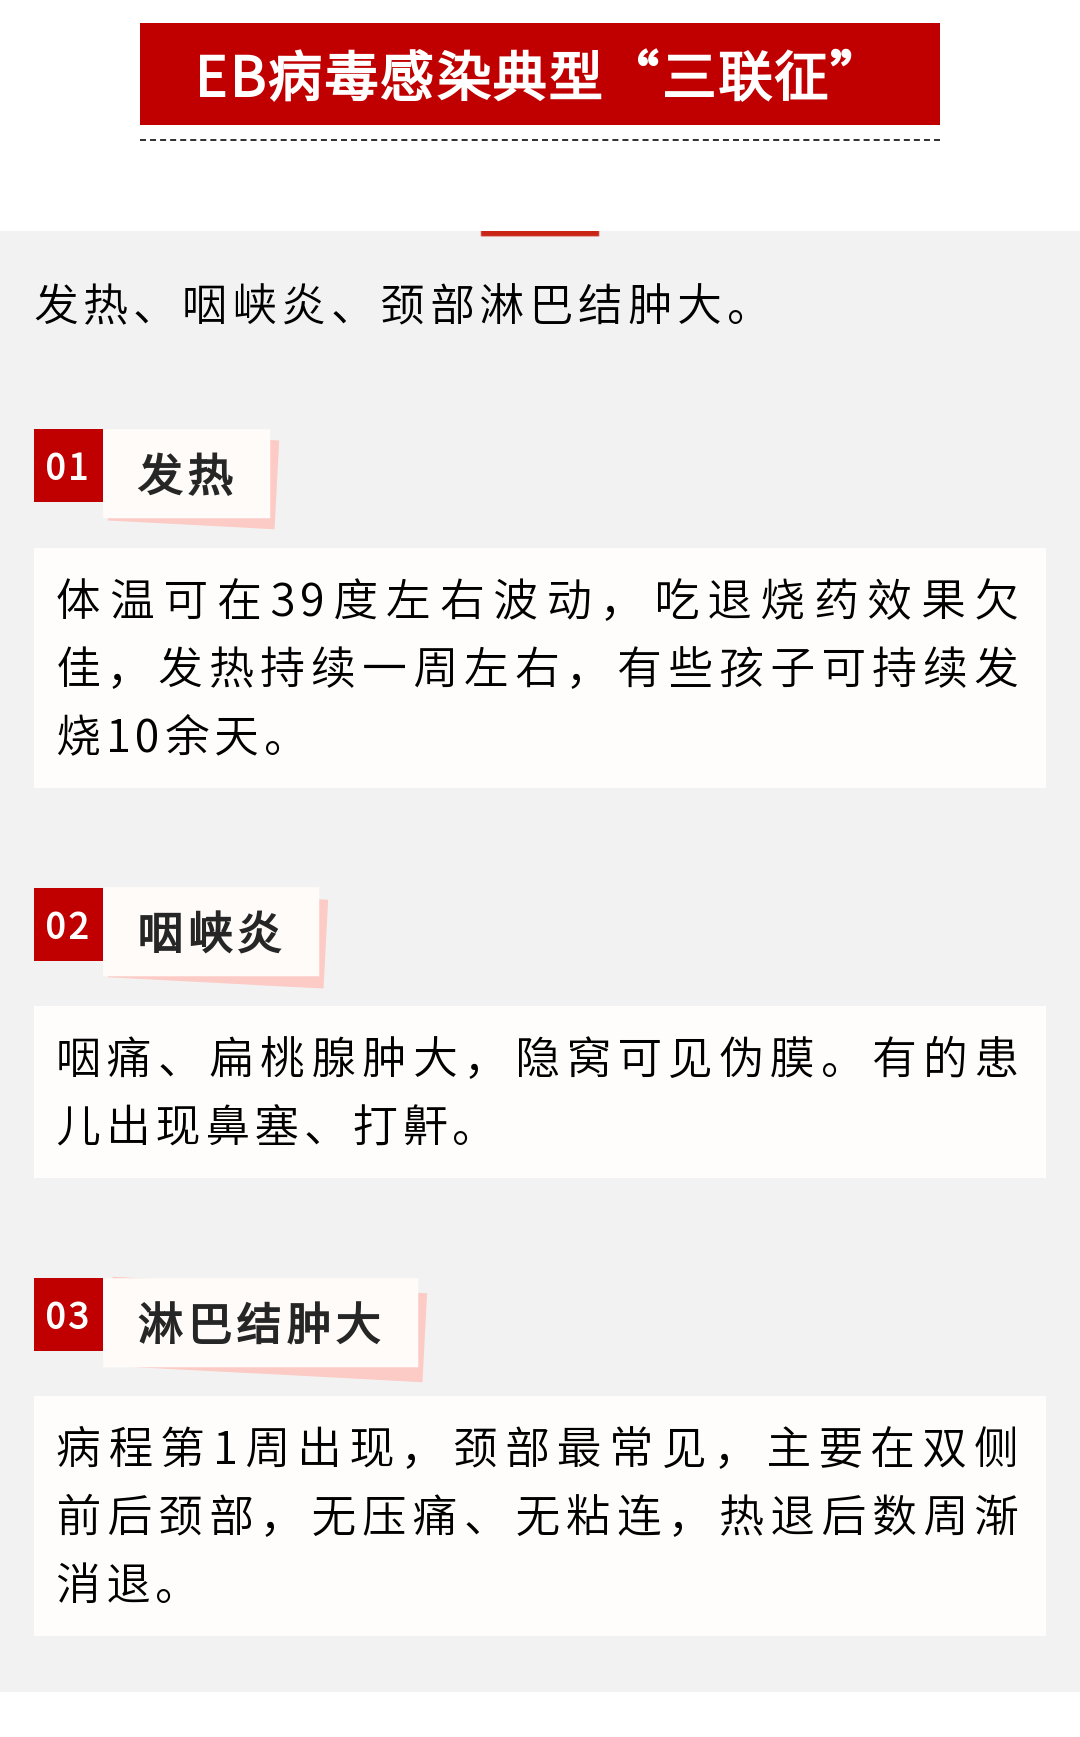 EB病毒感染典型“三联征”
发热、咽峡炎、颈部淋巴结肿大。
01 发热
体温可在39度左右波动，吃退烧药效果欠
佳，发热持续一周左右，有些孩子可持续发
烧10余天。
02 咽峡炎
咽痛、扁桃腺肿大，隐窝可见伪膜。有的患
儿出现鼻塞、打鼾。
03 淋巴结肿大
病程第1周出现，颈部最常见，主要在双侧
前后颈部，无压痛、无粘连，热退后数周渐
消退。